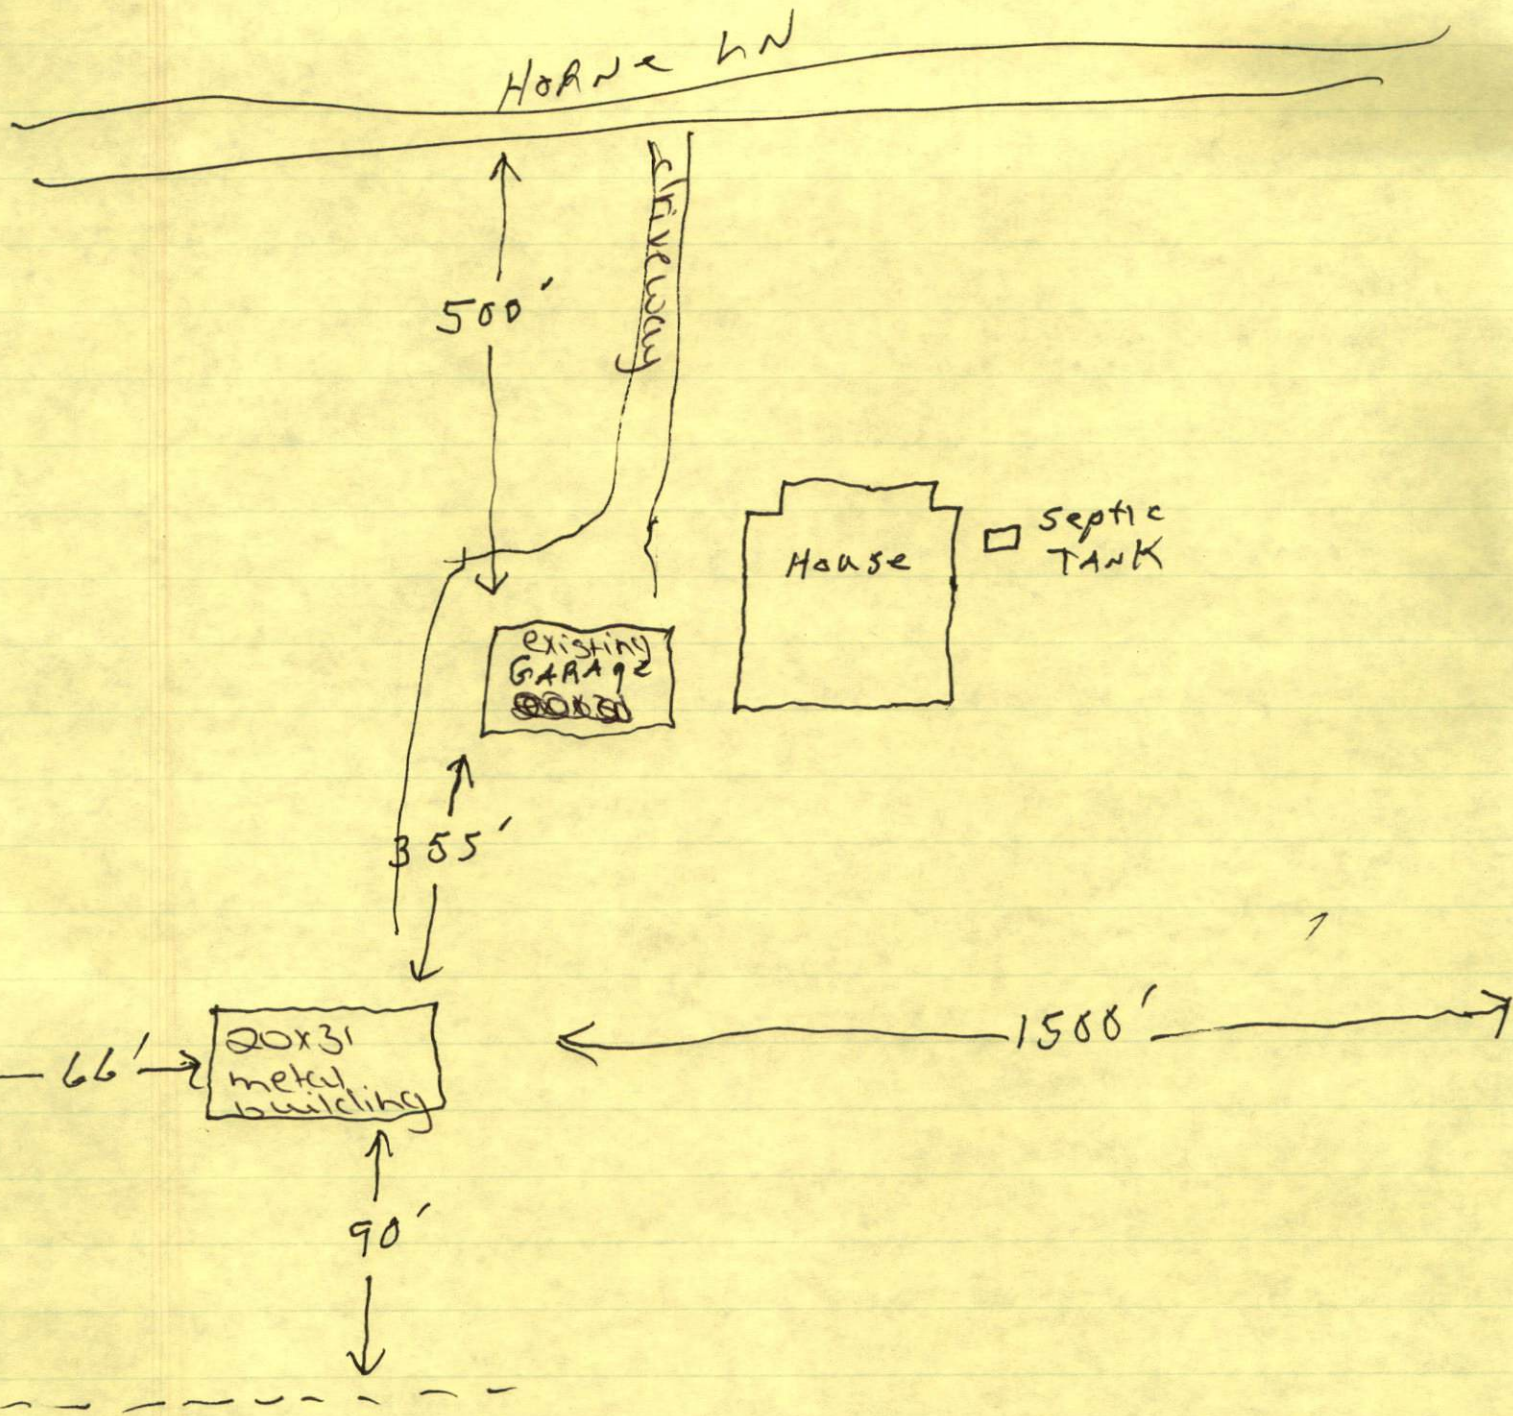 HORNE LN
driveway
500'
House
septic
TANK
existing
GARAGE
355'
1500'
66'
20x31
metal
building
90'